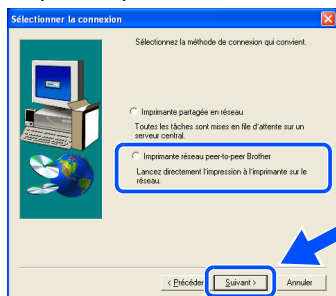 Sélectionner la connexion
Sélectionnez la méthode de connexion qui convient.
Imprimante partagée en réseau
Toutes les tâches sont mises en file d'attente sur un
serveur central.
Imprimante réseau peer-to-peer Brother
Lancez directement l'impression à l'imprimante sur le
réseau.
< Précédent
Suivant >
Annuler